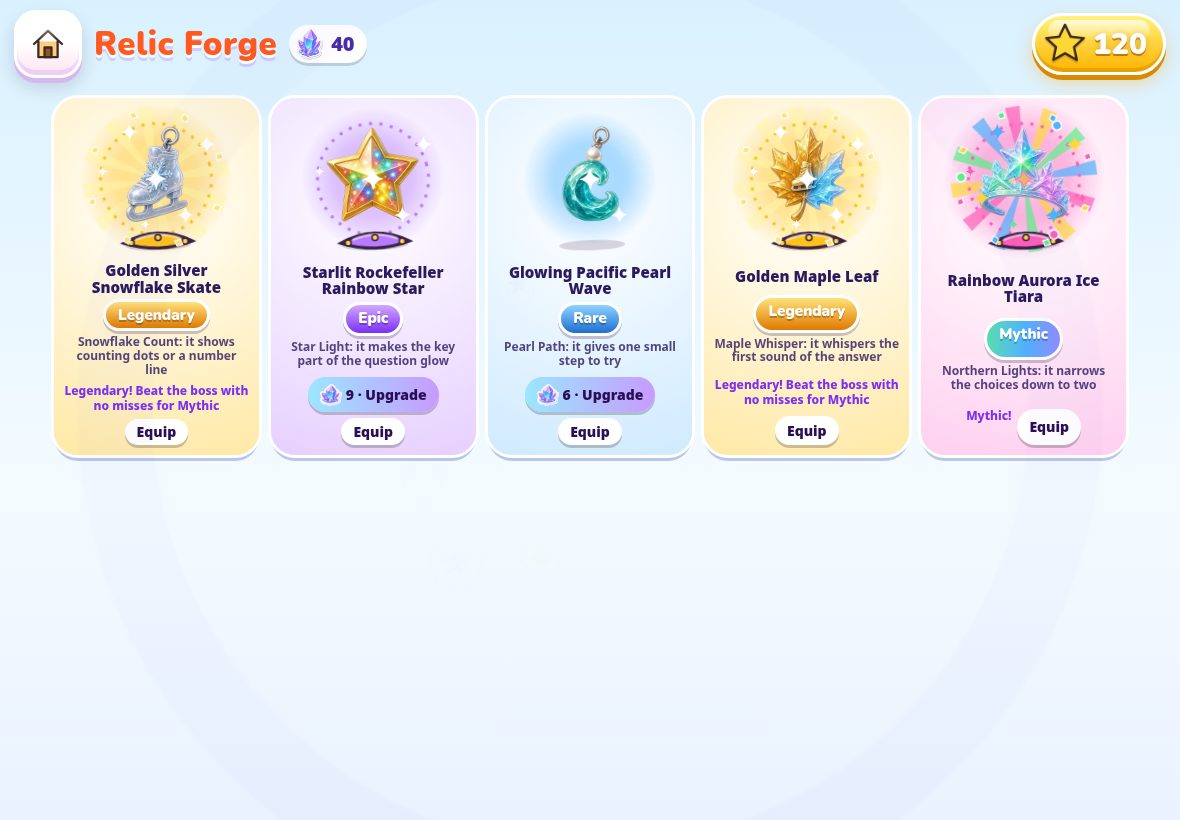 Relic Forge
40
120
Golden Silver
Snowflake Skate
Legendary
Snowflake Count: it shows
counting dots or a number
line
Legendary! Beat the boss with
no misses for Mythic
Equip
Starlit Rockefeller
Rainbow Star
Epic
Star Light: it makes the key
part of the question glow
9 · Upgrade
Equip
Glowing Pacific Pearl
Wave
Rare
Pearl Path: it gives one small
step to try
6 · Upgrade
Equip
Golden Maple Leaf
Legendary
Maple Whisper: it whispers the
first sound of the answer
Legendary! Beat the boss with
no misses for Mythic
Equip
Rainbow Aurora Ice
Tiara
Mythic
Northern Lights: it narrows
the choices down to two
Mythic!
Equip